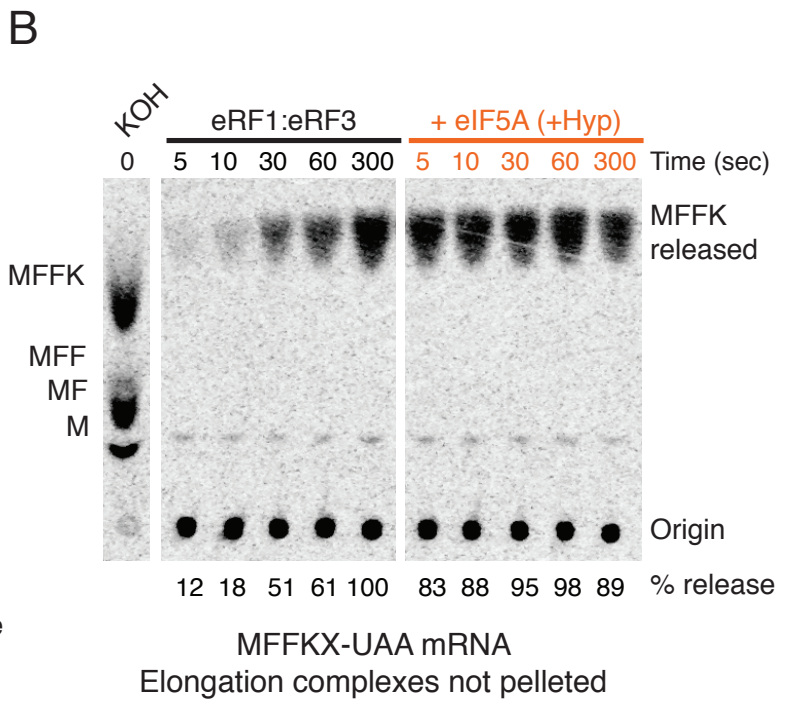 B
KOH
eRF1:eRF3
+ eIF5A (+Hyp)
0 5 10 30 60 300 5 10 30 60 300 Time (sec)
MFFK released
MFFK
MFF
MF
M
Origin
12 18 51 61 100 83 88 95 98 89 % release
e
MFFKX-UAA mRNA
Elongation complexes not pelleted